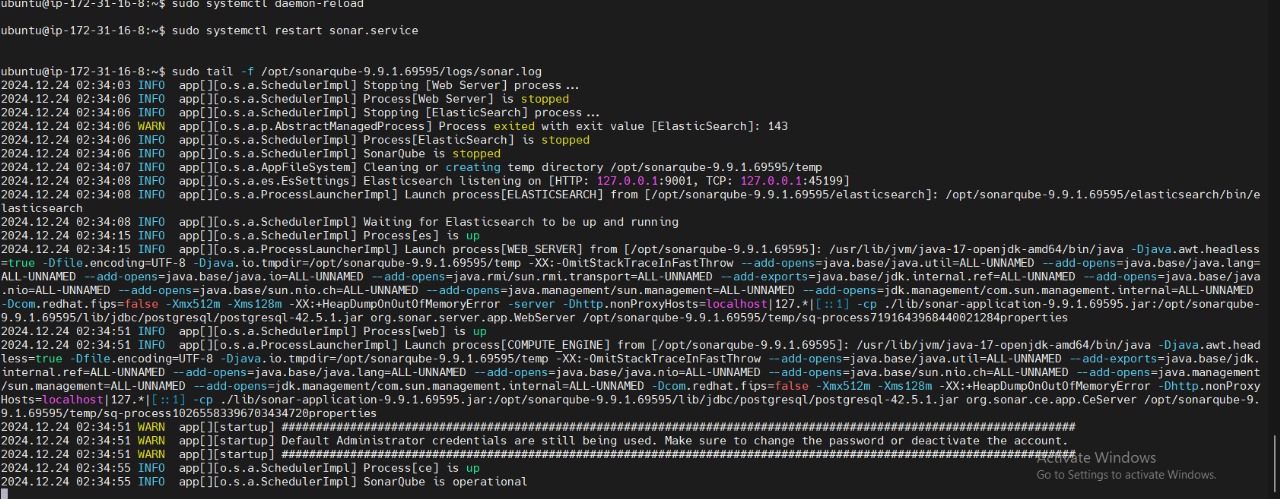 ubuntu@ip-172-31-16-8:~$ sudo systemctl daemon-reload
ubuntu@ip-172-31-16-8:~$ sudo systemctl restart sonar.service
ubuntu@ip-172-31-16-8:~$ sudo tail -f /opt/sonarqube-9.9.1.69595/logs/sonar.log
2024.12.24 02:34:03 INFO  app[][o.s.a.SchedulerImpl] Stopping [Web Server] process...
2024.12.24 02:34:06 INFO  app[][o.s.a.SchedulerImpl] Process[Web Server] is stopped
2024.12.24 02:34:06 INFO  app[][o.s.a.SchedulerImpl] Stopping [ElasticSearch] process...
2024.12.24 02:34:06 WARN  app[][o.s.a.p.AbstractManagedProcess] Process exited with exit value [ElasticSearch]: 143
2024.12.24 02:34:06 INFO  app[][o.s.a.SchedulerImpl] Process[ElasticSearch] is stopped
2024.12.24 02:34:06 INFO  app[][o.s.a.SchedulerImpl] SonarQube is stopped
2024.12.24 02:34:07 INFO  app[][o.s.a.AppFileSystem] Cleaning or creating temp directory /opt/sonarqube-9.9.1.69595/temp
2024.12.24 02:34:08 INFO  app[][o.s.a.es.EsSettings] Elasticsearch listening on [HTTP: 127.0.0.1:9001, TCP: 127.0.0.1:45199]
2024.12.24 02:34:08 INFO  app[][o.s.a.ProcessLauncherImpl] Launch process[ELASTICSEARCH] from [/opt/sonarqube-9.9.1.69595/elasticsearch]: /opt/sonarqube-9.9.1.69595/elasticsearch/bin/e
lasticsearch
2024.12.24 02:34:08 INFO  app[][o.s.a.SchedulerImpl] Waiting for Elasticsearch to be up and running
2024.12.24 02:34:15 INFO  app[][o.s.a.SchedulerImpl] Process[es] is up
2024.12.24 02:34:15 INFO  app[][o.s.a.ProcessLauncherImpl] Launch process[WEB_SERVER] from [/opt/sonarqube-9.9.1.69595]: /usr/lib/jvm/java-17-openjdk-amd64/bin/java -Djava.awt.headless
=true -Dfile.encoding=UTF-8 -Djava.io.tmpdir=/opt/sonarqube-9.9.1.69595/temp -XX:-OmitStackTraceInFastThrow --add-opens=java.base/java.util=ALL-UNNAMED --add-opens=java.base/java.lang=
ALL-UNNAMED --add-opens=java.base/java.io=ALL-UNNAMED --add-opens=java.rmi/sun.rmi.transport=ALL-UNNAMED --add-exports=java.base/jdk.internal.ref=ALL-UNNAMED --add-opens=java.base/java
.nio=ALL-UNNAMED --add-opens=java.base/sun.nio.ch=ALL-UNNAMED --add-opens=java.management/sun.management=ALL-UNNAMED --add-opens=jdk.management/com.sun.management.internal=ALL-UNNAMED 
-Dcom.redhat.fips=false -Xmx512m -Xms128m -XX:+HeapDumpOnOutOfMemoryError -server -Dhttp.nonProxyHosts=localhost|127.*|[::1] -cp ./lib/sonar-application-9.9.1.69595.jar:/opt/sonarqube-
9.9.1.69595/lib/jdbc/postgresql/postgresql-42.5.1.jar org.sonar.server.app.WebServer /opt/sonarqube-9.9.1.69595/temp/sq-process7191643968440021284properties
2024.12.24 02:34:51 INFO  app[][o.s.a.SchedulerImpl] Process[web] is up
2024.12.24 02:34:51 INFO  app[][o.s.a.ProcessLauncherImpl] Launch process[COMPUTE_ENGINE] from [/opt/sonarqube-9.9.1.69595]: /usr/lib/jvm/java-17-openjdk-amd64/bin/java -Djava.awt.head
less=true -Dfile.encoding=UTF-8 -Djava.io.tmpdir=/opt/sonarqube-9.9.1.69595/temp -XX:-OmitStackTraceInFastThrow --add-opens=java.base/java.util=ALL-UNNAMED --add-exports=java.base/jdk.
internal.ref=ALL-UNNAMED --add-opens=java.base/java.lang=ALL-UNNAMED --add-opens=java.base/java.nio=ALL-UNNAMED --add-opens=java.base/sun.nio.ch=ALL-UNNAMED --add-opens=java.management
/sun.management=ALL-UNNAMED --add-opens=jdk.management/com.sun.management.internal=ALL-UNNAMED -Dcom.redhat.fips=false -Xmx512m -Xms128m -XX:+HeapDumpOnOutOfMemoryError -Dhttp.nonProxy
Hosts=localhost|127.*|[::1] -cp ./lib/sonar-application-9.9.1.69595.jar:/opt/sonarqube-9.9.1.69595/lib/jdbc/postgresql/postgresql-42.5.1.jar org.sonar.ce.app.CeServer /opt/sonarqube-9.
9.1.69595/temp/sq-process10265583396703434720properties
2024.12.24 02:34:51 WARN  app[][startup] ####################################################################################################################
2024.12.24 02:34:51 WARN  app[][startup] Default Administrator credentials are still being used. Make sure to change the password or deactivate the account.
2024.12.24 02:34:51 WARN  app[][startup] ####################################################################################################################
2024.12.24 02:34:55 INFO  app[][o.s.a.SchedulerImpl] Process[ce] is up
2024.12.24 02:34:55 INFO  app[][o.s.a.SchedulerImpl] SonarQube is operational
Activate Windows
Go to Settings to activate Windows.